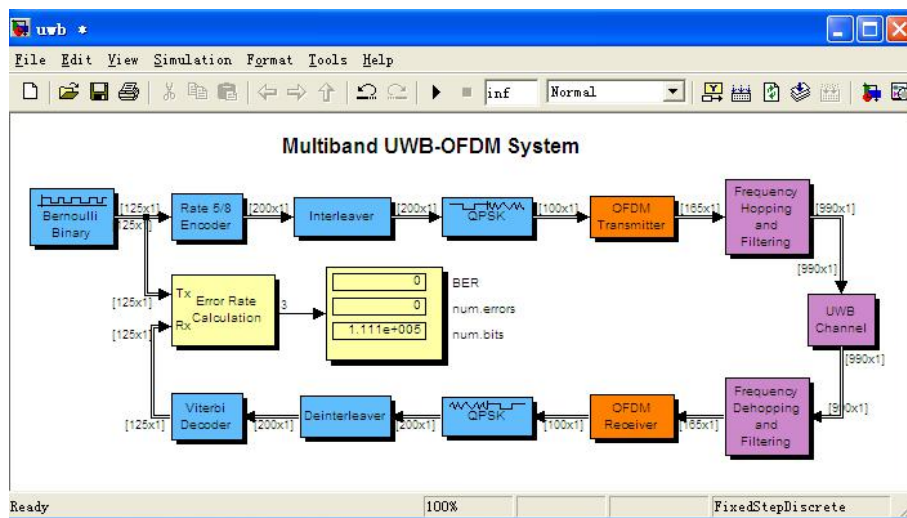 uwb *
File Edit View Simulation Format Tools Help
inf Normal
Multiband UWB-OFDM System
Bernoulli
Binary
[125x1]
[125x1]
Rate 5/8
Encoder
[200x1]
Interleaver
[200x1]
QPSK
[100x1]
OFDM
Transmitter
[165x1]
Frequency
Hopping
and
Filtering
[990x1]
[990x1]
[125x1]
Tx
Error Rate
Calculation
Rx
[125x1]
3
0
BER
0
num.errors
1.111e+005
num.bits
UWB
Channel
[990x1]
[125x1]
Viterbi
Decoder
[200x1]
Deinterleaver
[200x1]
QPSK
[100x1]
OFDM
Receiver
[165x1]
Frequency
Dehopping
and
Filtering
[990x1]
Ready 100% FixedStepDiscrete